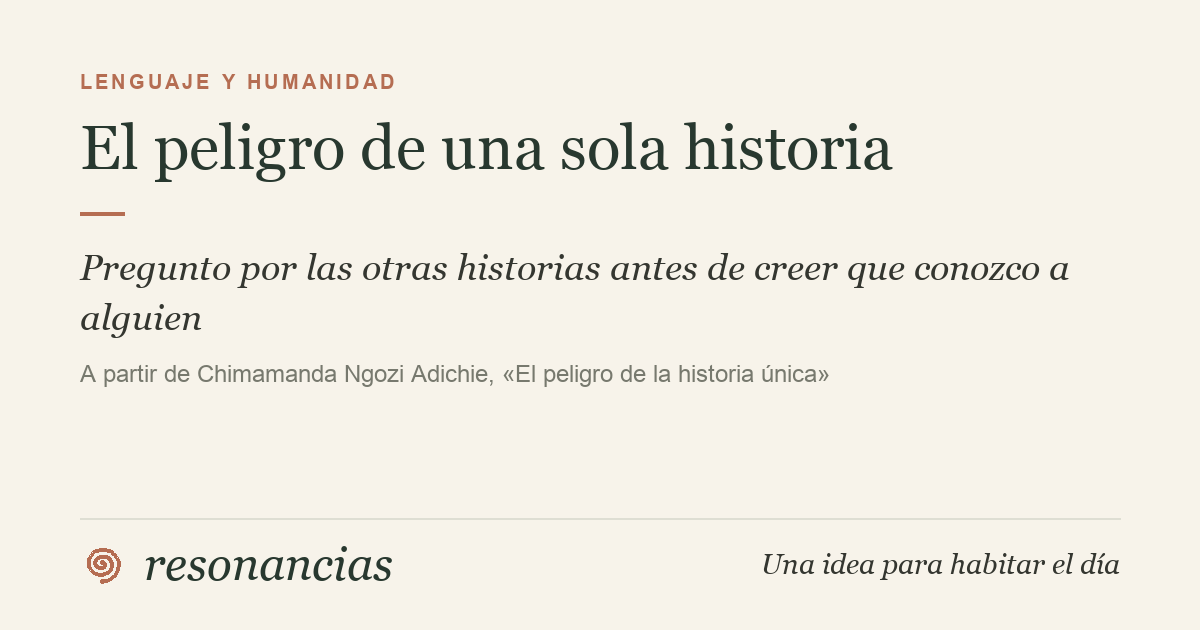 LENGUAJE Y HUMANIDAD
El peligro de una sola historia
Pregunto por las otras historias antes de creer que conozco a
alguien
A partir de Chimamanda Ngozi Adichie, «El peligro de la historia única»
resonancias
Una idea para habitar el día